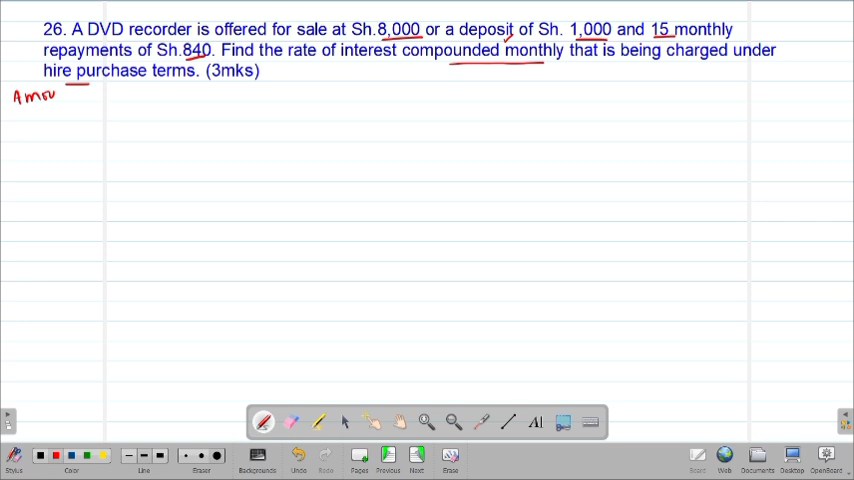 26. A DVD recorder is offered for sale at Sh.8,000 or a deposit of Sh. 1,000 and 15 monthly
repayments of Sh.840. Find the rate of interest compounded monthly that is being charged under
hire purchase terms. (3mks)
Amou
Stylus
Color
Line
Eraser
Backgrounds
Undo
Redo
Pages
Previous
Next
Erase
Board
Web
Documents
Desktop
OpenBoard